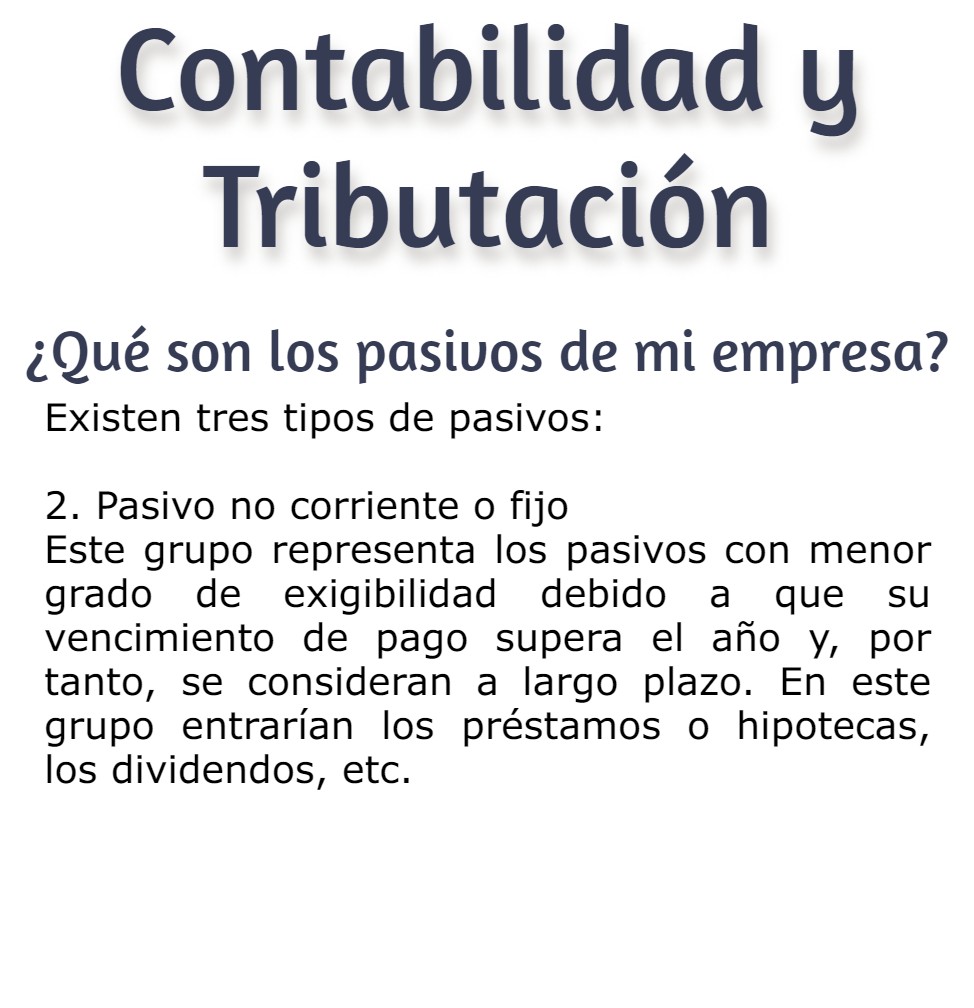 Contabilidad y
Tributación
¿Qué son los pasivos de mi empresa?
Existen tres tipos de pasivos:
2. Pasivo no corriente o fijo
Este grupo representa los pasivos con menor
grado de exigibilidad debido a que su
vencimiento de pago supera el año y, por
tanto, se consideran a largo plazo. En este
grupo entrarían los préstamos o hipotecas,
los dividendos, etc.